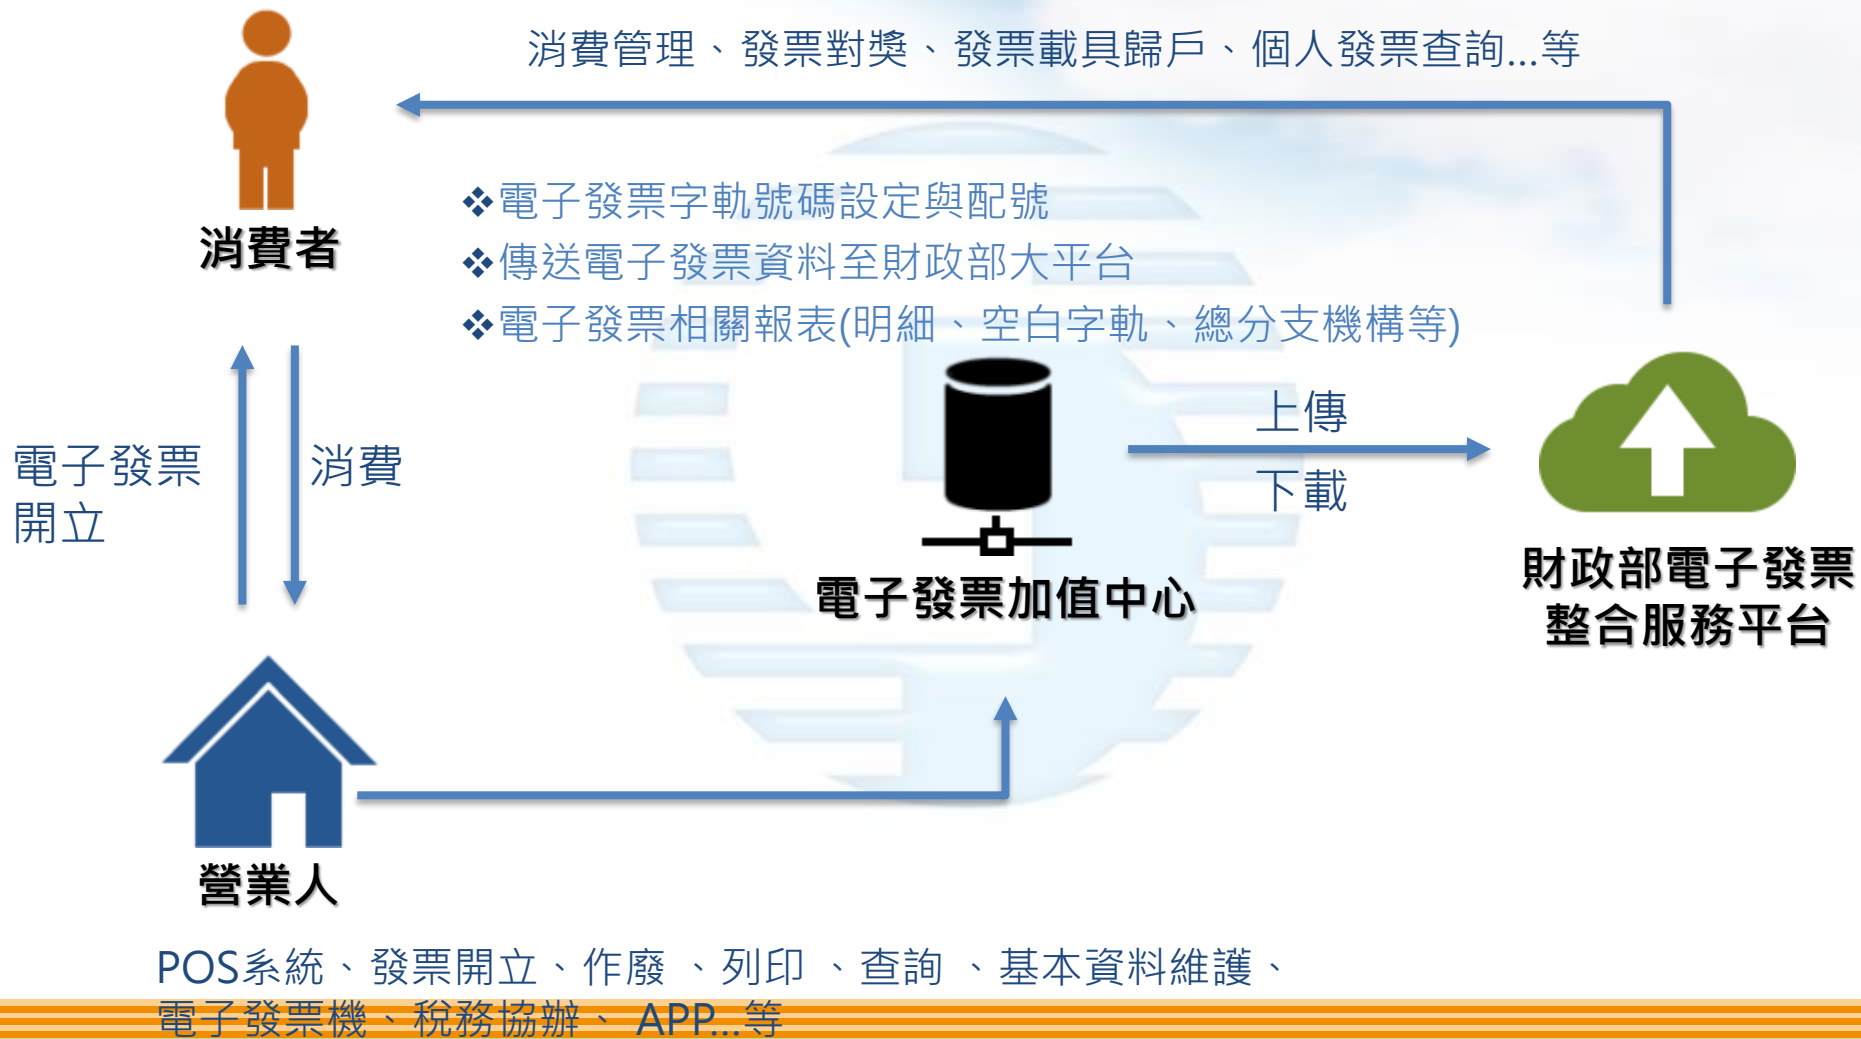 消費管理、發票對獎、發票載具歸戶、個人發票查詢...等
消費者
❖電子發票字軌號碼設定與配號
❖傳送電子發票資料至財政部大平台
❖電子發票相關報表(明細、空白字軌、總分支機構等)
電子發票
開立
消費
上傳
下載
電子發票加值中心
財政部電子發票
整合服務平台
營業人
POS系統、發票開立、作廢 、列印 、查詢 、基本資料維護、
電子發票機、稅務協辦、 APP...等